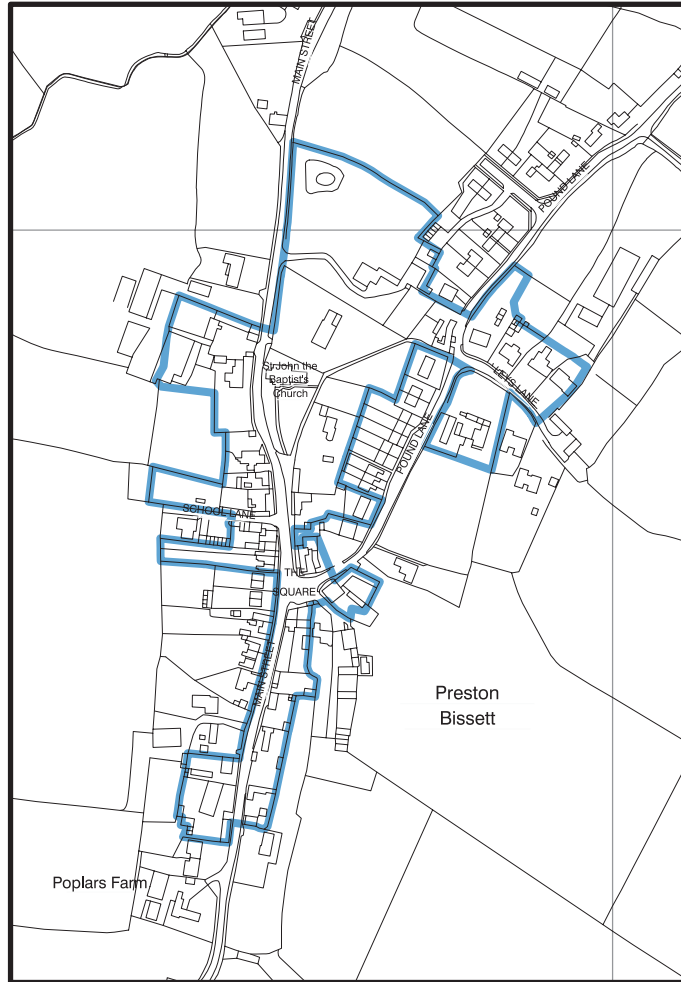 MAIN STREET
POUND LANE
St John the
Baptist's
Church
LEYS LANE
POUND LANE
SCHOOL LANE
THE
SQUARE
MAIN STREET
Preston
Bissett
Poplars Farm